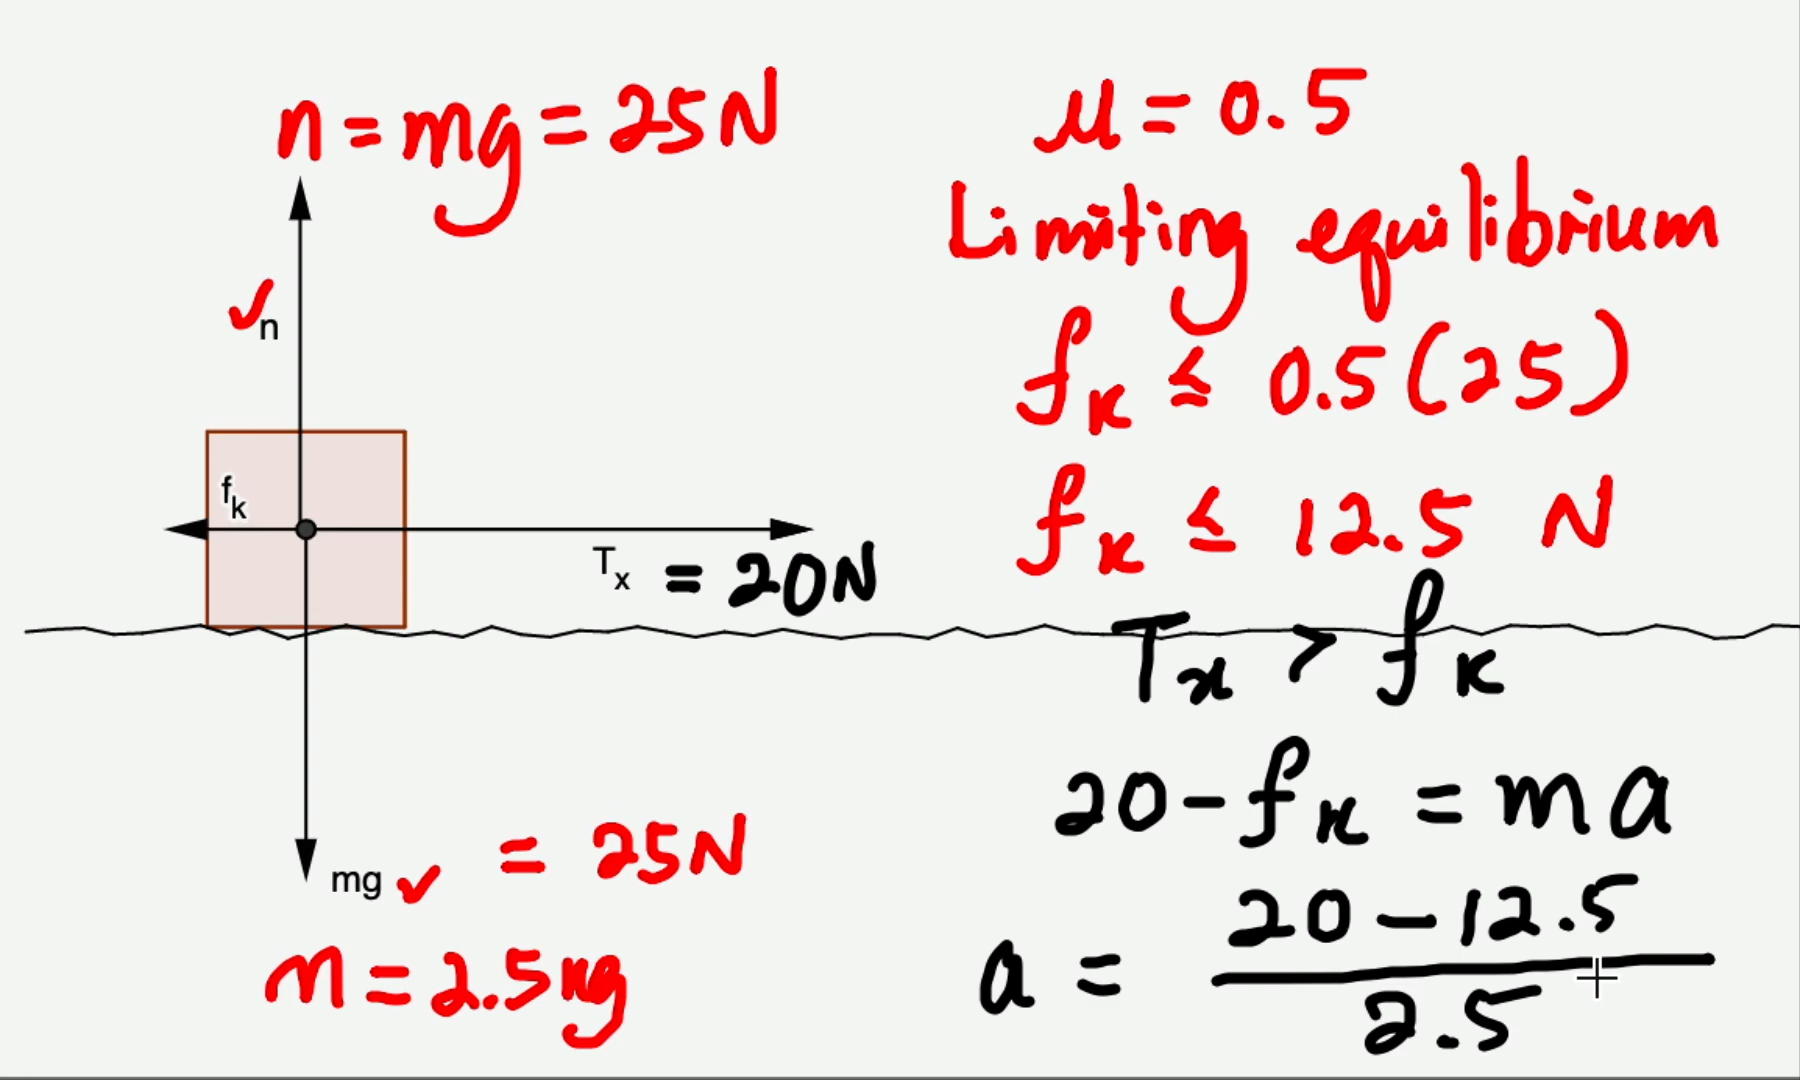 n = mg = 25N
μ = 0.5
Limiting equilibrium
n
fk ≤ 0.5(25)
fk
fk ≤ 12.5 N
Tx = 20N
Tx > fk
20 - fk = ma
mg = 25N
a = 20 - 12.5
2.5
m = 2.5kg